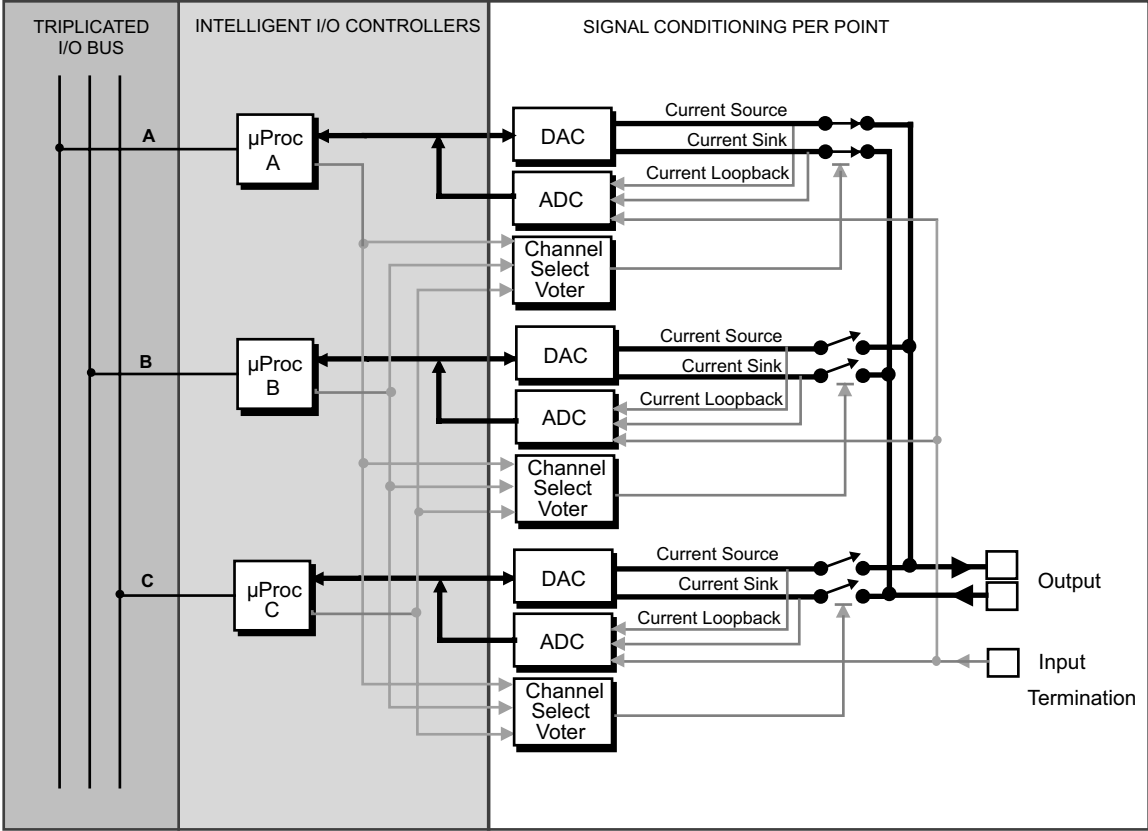 TRIPLICATED
I/O BUS
INTELLIGENT I/O CONTROLLERS
SIGNAL CONDITIONING PER POINT
A
µProc
A
DAC
Current Source
Current Sink
Current Loopback
ADC
Channel
Select
Voter
B
µProc
B
DAC
Current Source
Current Sink
Current Loopback
ADC
Channel
Select
Voter
C
µProc
C
DAC
Current Source
Current Sink
Current Loopback
ADC
Channel
Select
Voter
Output
Input
Termination